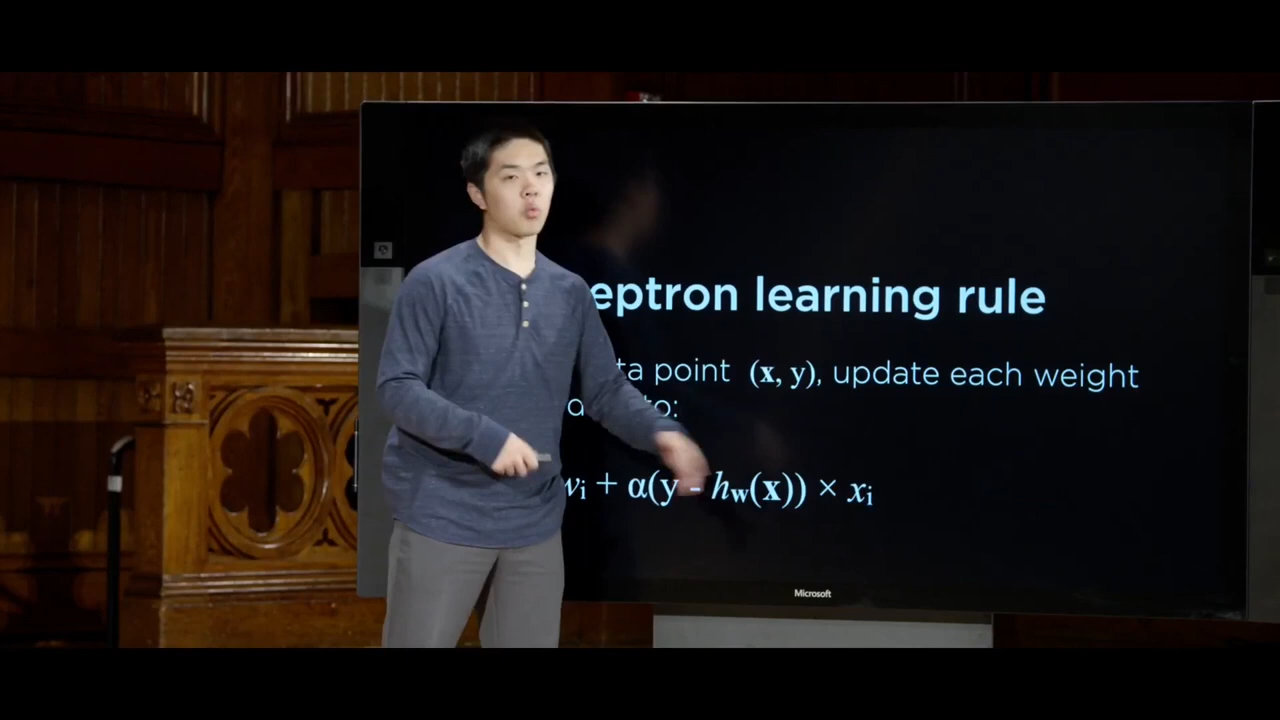 eptron learning rule
ta point (x, y), update each weight
to:
wᵢ + α(y - h𝐰(𝐱)) × xᵢ
Microsoft